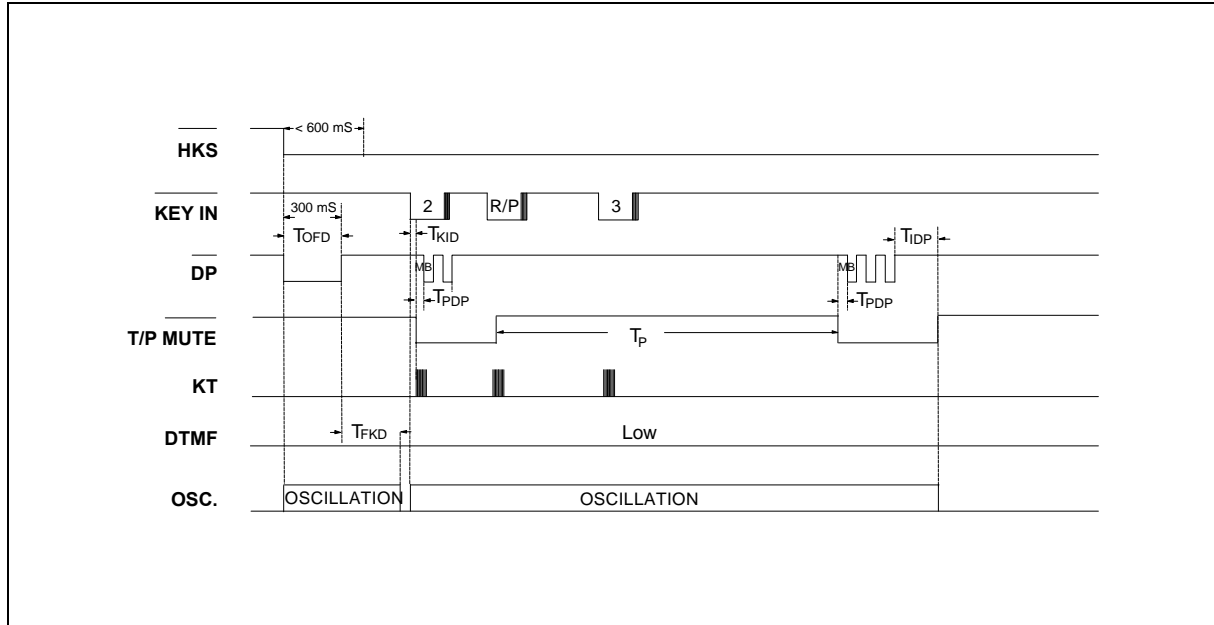 < 600 mS
HKS
KEY IN
2 R/P 3
300 mS
TOFD
TKID
TIDP
DP
MB MB
TPDP TPDP
T/P MUTE
TP
KT
DTMF
TFKD Low
OSC.
OSCILLATION OSCILLATION